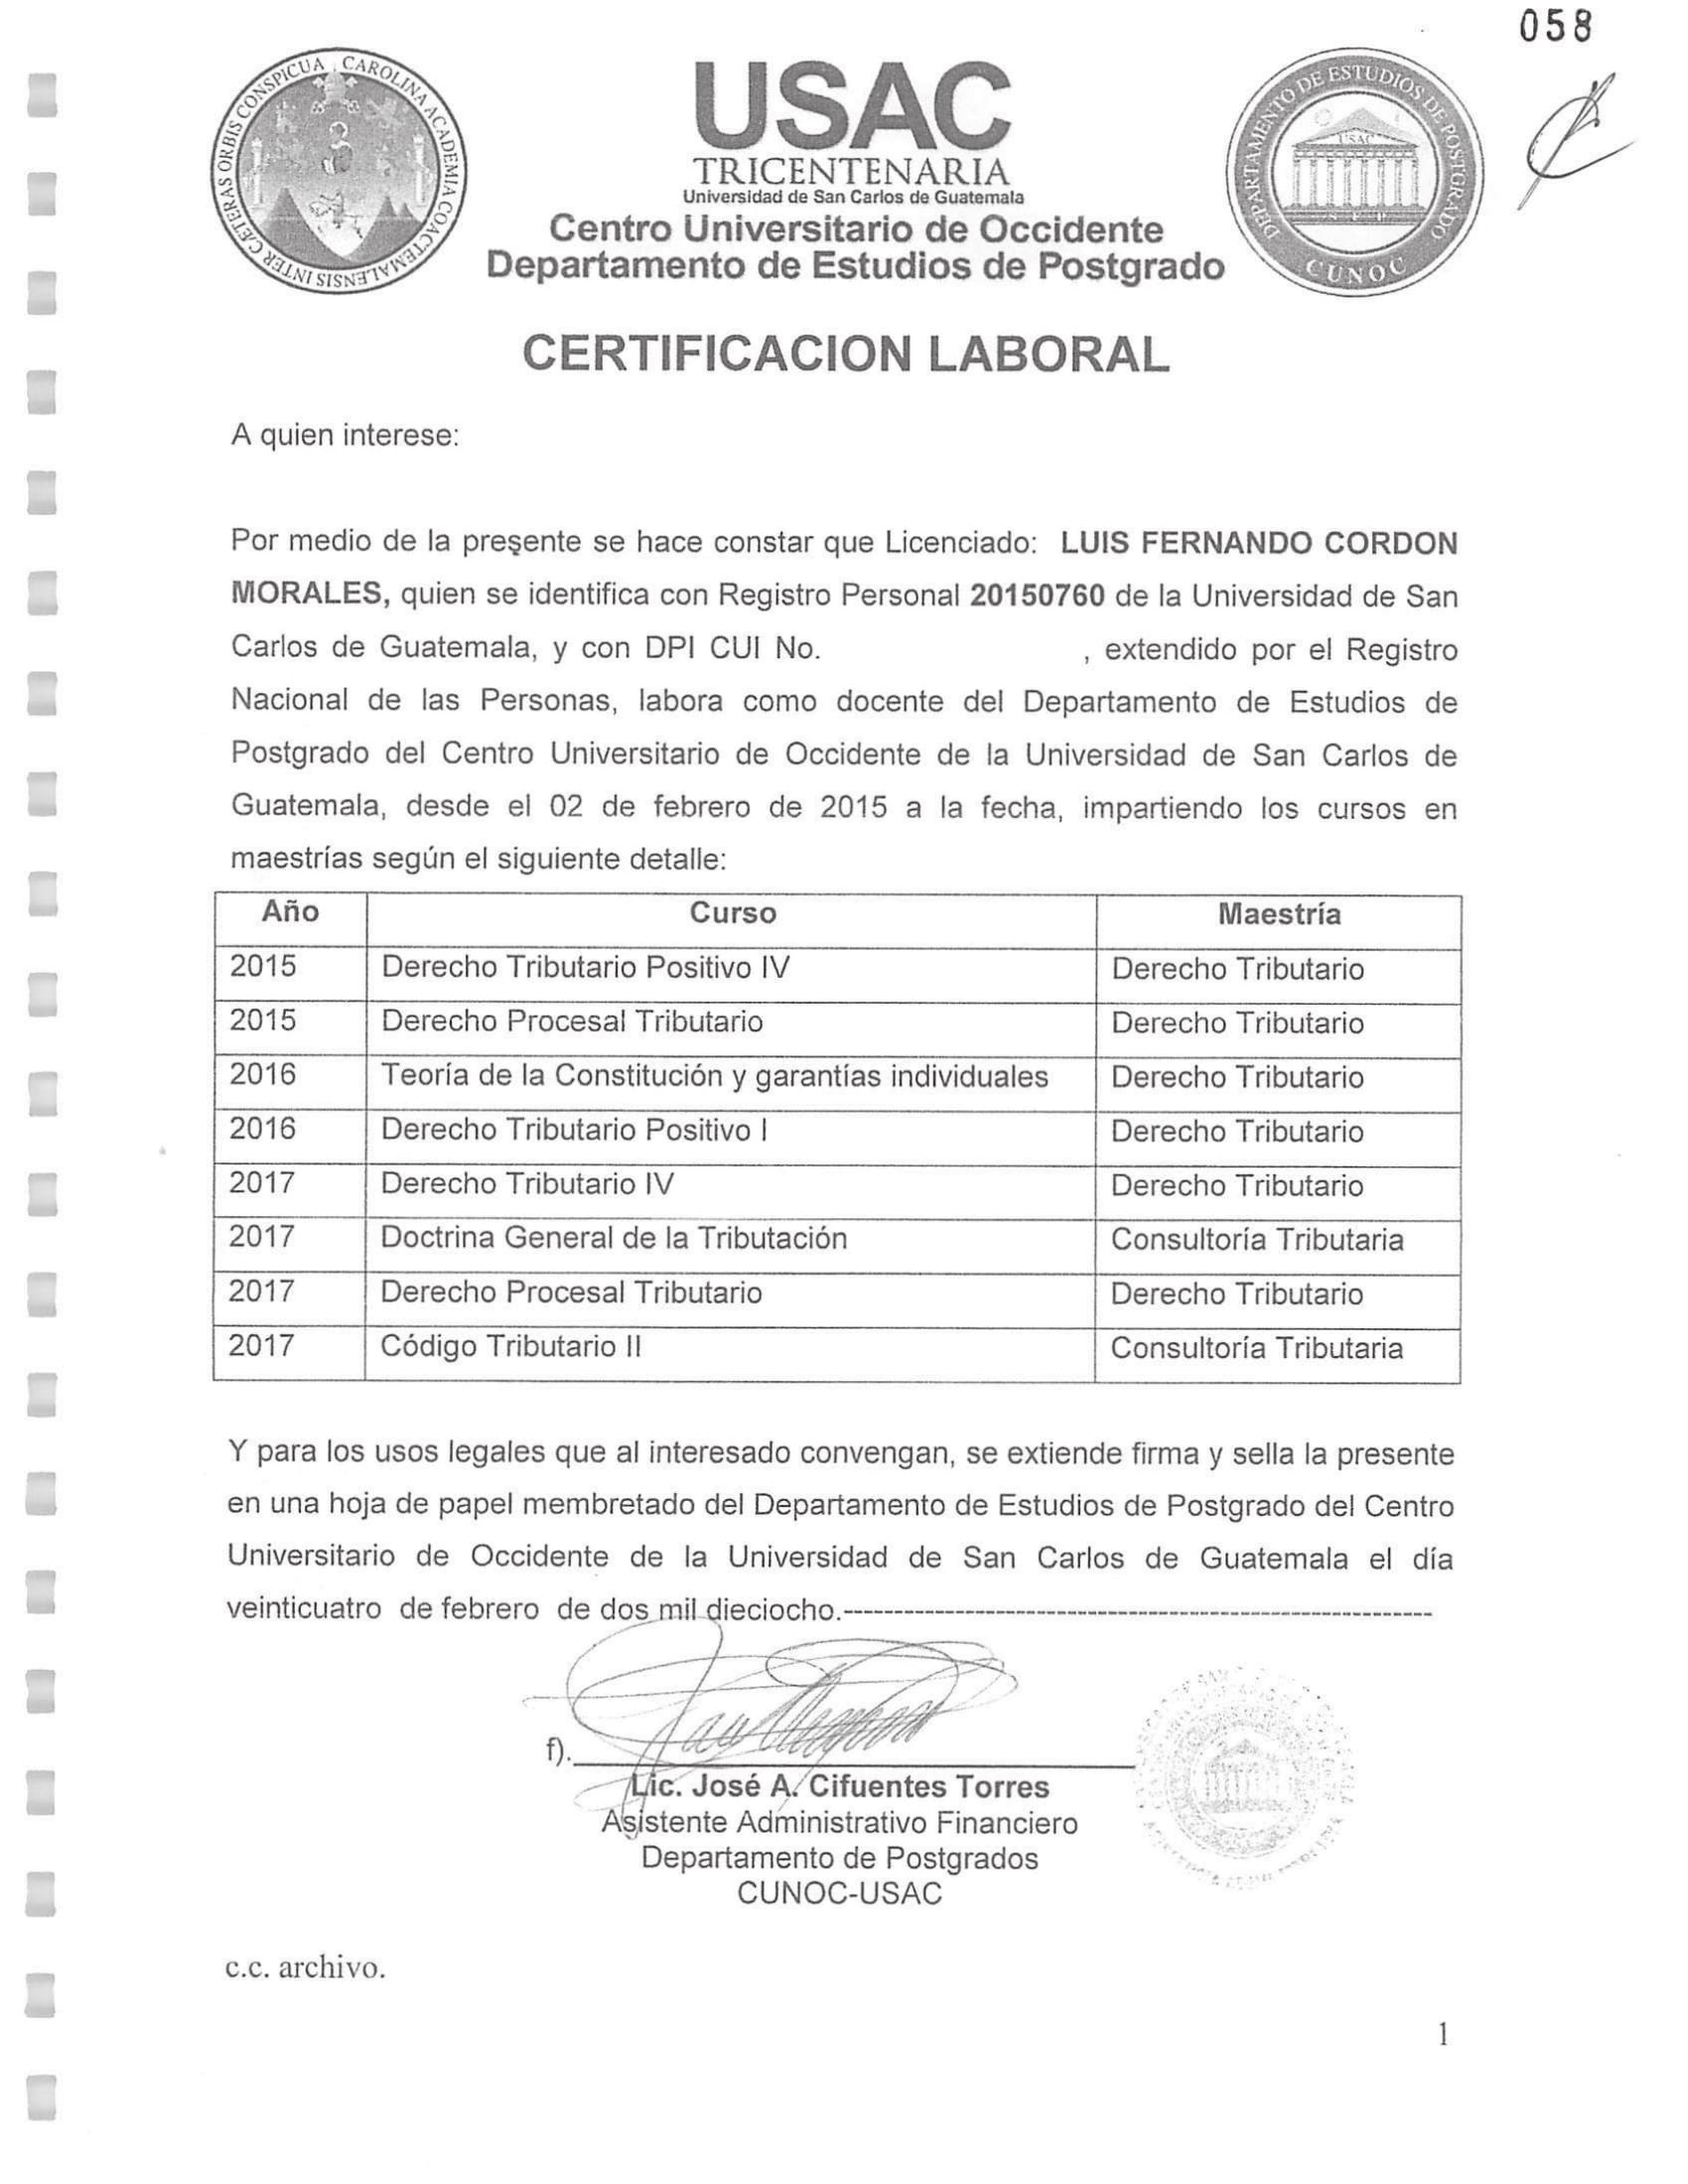 058
CAROLINA ACADEMIA COACTEMALENSIS INTER CÆTERAS ORBIS CONSPICUA
USAC
TRICENTENARIA
Universidad de San Carlos de Guatemala
Centro Universitario de Occidente
Departamento de Estudios de Postgrado
DEPARTAMENTO DE ESTUDIOS DE POSTGRADO
USAC
CUNOC
CERTIFICACION LABORAL
A quien interese:
Por medio de la presente se hace constar que Licenciado: LUIS FERNANDO CORDON
MORALES, quien se identifica con Registro Personal 20150760 de la Universidad de San
Carlos de Guatemala, y con DPI CUI No. , extendido por el Registro
Nacional de las Personas, labora como docente del Departamento de Estudios de
Postgrado del Centro Universitario de Occidente de la Universidad de San Carlos de
Guatemala, desde el 02 de febrero de 2015 a la fecha, impartiendo los cursos en
maestrías según el siguiente detalle:
Año Curso Maestría
2015 Derecho Tributario Positivo IV Derecho Tributario
2015 Derecho Procesal Tributario Derecho Tributario
2016 Teoría de la Constitución y garantías individuales Derecho Tributario
2016 Derecho Tributario Positivo I Derecho Tributario
2017 Derecho Tributario IV Derecho Tributario
2017 Doctrina General de la Tributación Consultoría Tributaria
2017 Derecho Procesal Tributario Derecho Tributario
2017 Código Tributario II Consultoría Tributaria
Y para los usos legales que al interesado convengan, se extiende firma y sella la presente
en una hoja de papel membretado del Departamento de Estudios de Postgrado del Centro
Universitario de Occidente de la Universidad de San Carlos de Guatemala el día
veinticuatro de febrero de dos mil dieciocho.-----------------------------------------------------------
f).
Lic. José A. Cifuentes Torres
Asistente Administrativo Financiero
Departamento de Postgrados
CUNOC-USAC
c.c. archivo.
1